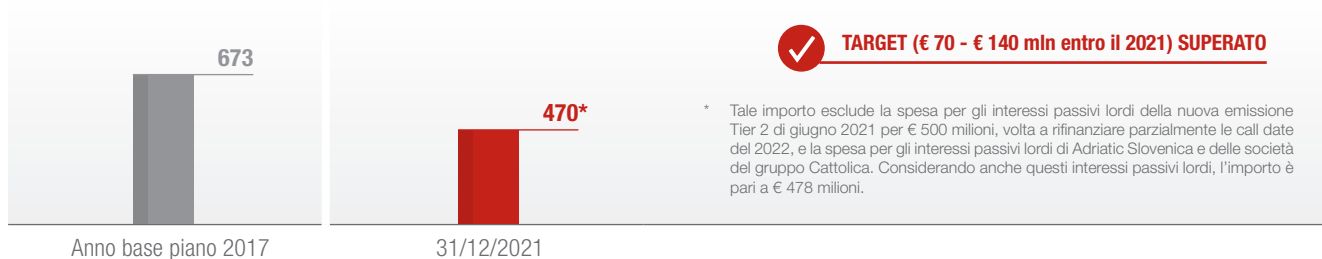 673
470*
TARGET (€ 70 - € 140 mln entro il 2021) SUPERATO
* Tale importo esclude la spesa per gli interessi passivi lordi della nuova emissione
Tier 2 di giugno 2021 per € 500 milioni, volta a rifinanziare parzialmente le call date
del 2022, e la spesa per gli interessi passivi lordi di Adriatic Slovenica e delle società
del gruppo Cattolica. Considerando anche questi interessi passivi lordi, l'importo è
pari a € 478 milioni.
Anno base piano 2017
31/12/2021